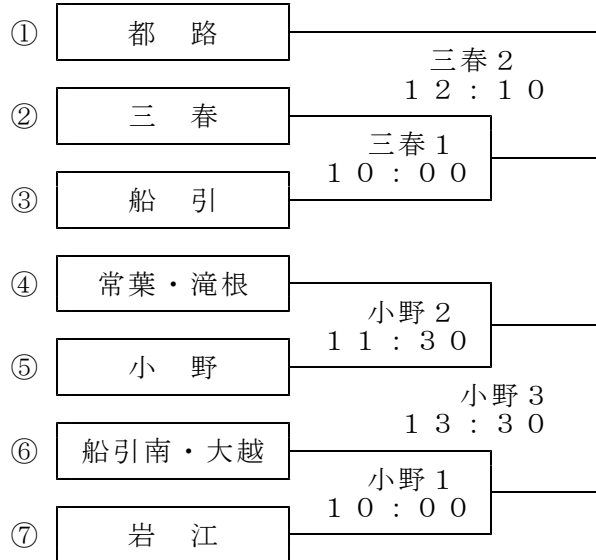 ① 都 路
三春２
１２：１０
② 三 春
三春１
１０：００
③ 船 引
④ 常葉・滝根
小野２
１１：３０
⑤ 小 野
小野３
１３：３０
⑥ 船引南・大越
小野１
１０：００
⑦ 岩 江